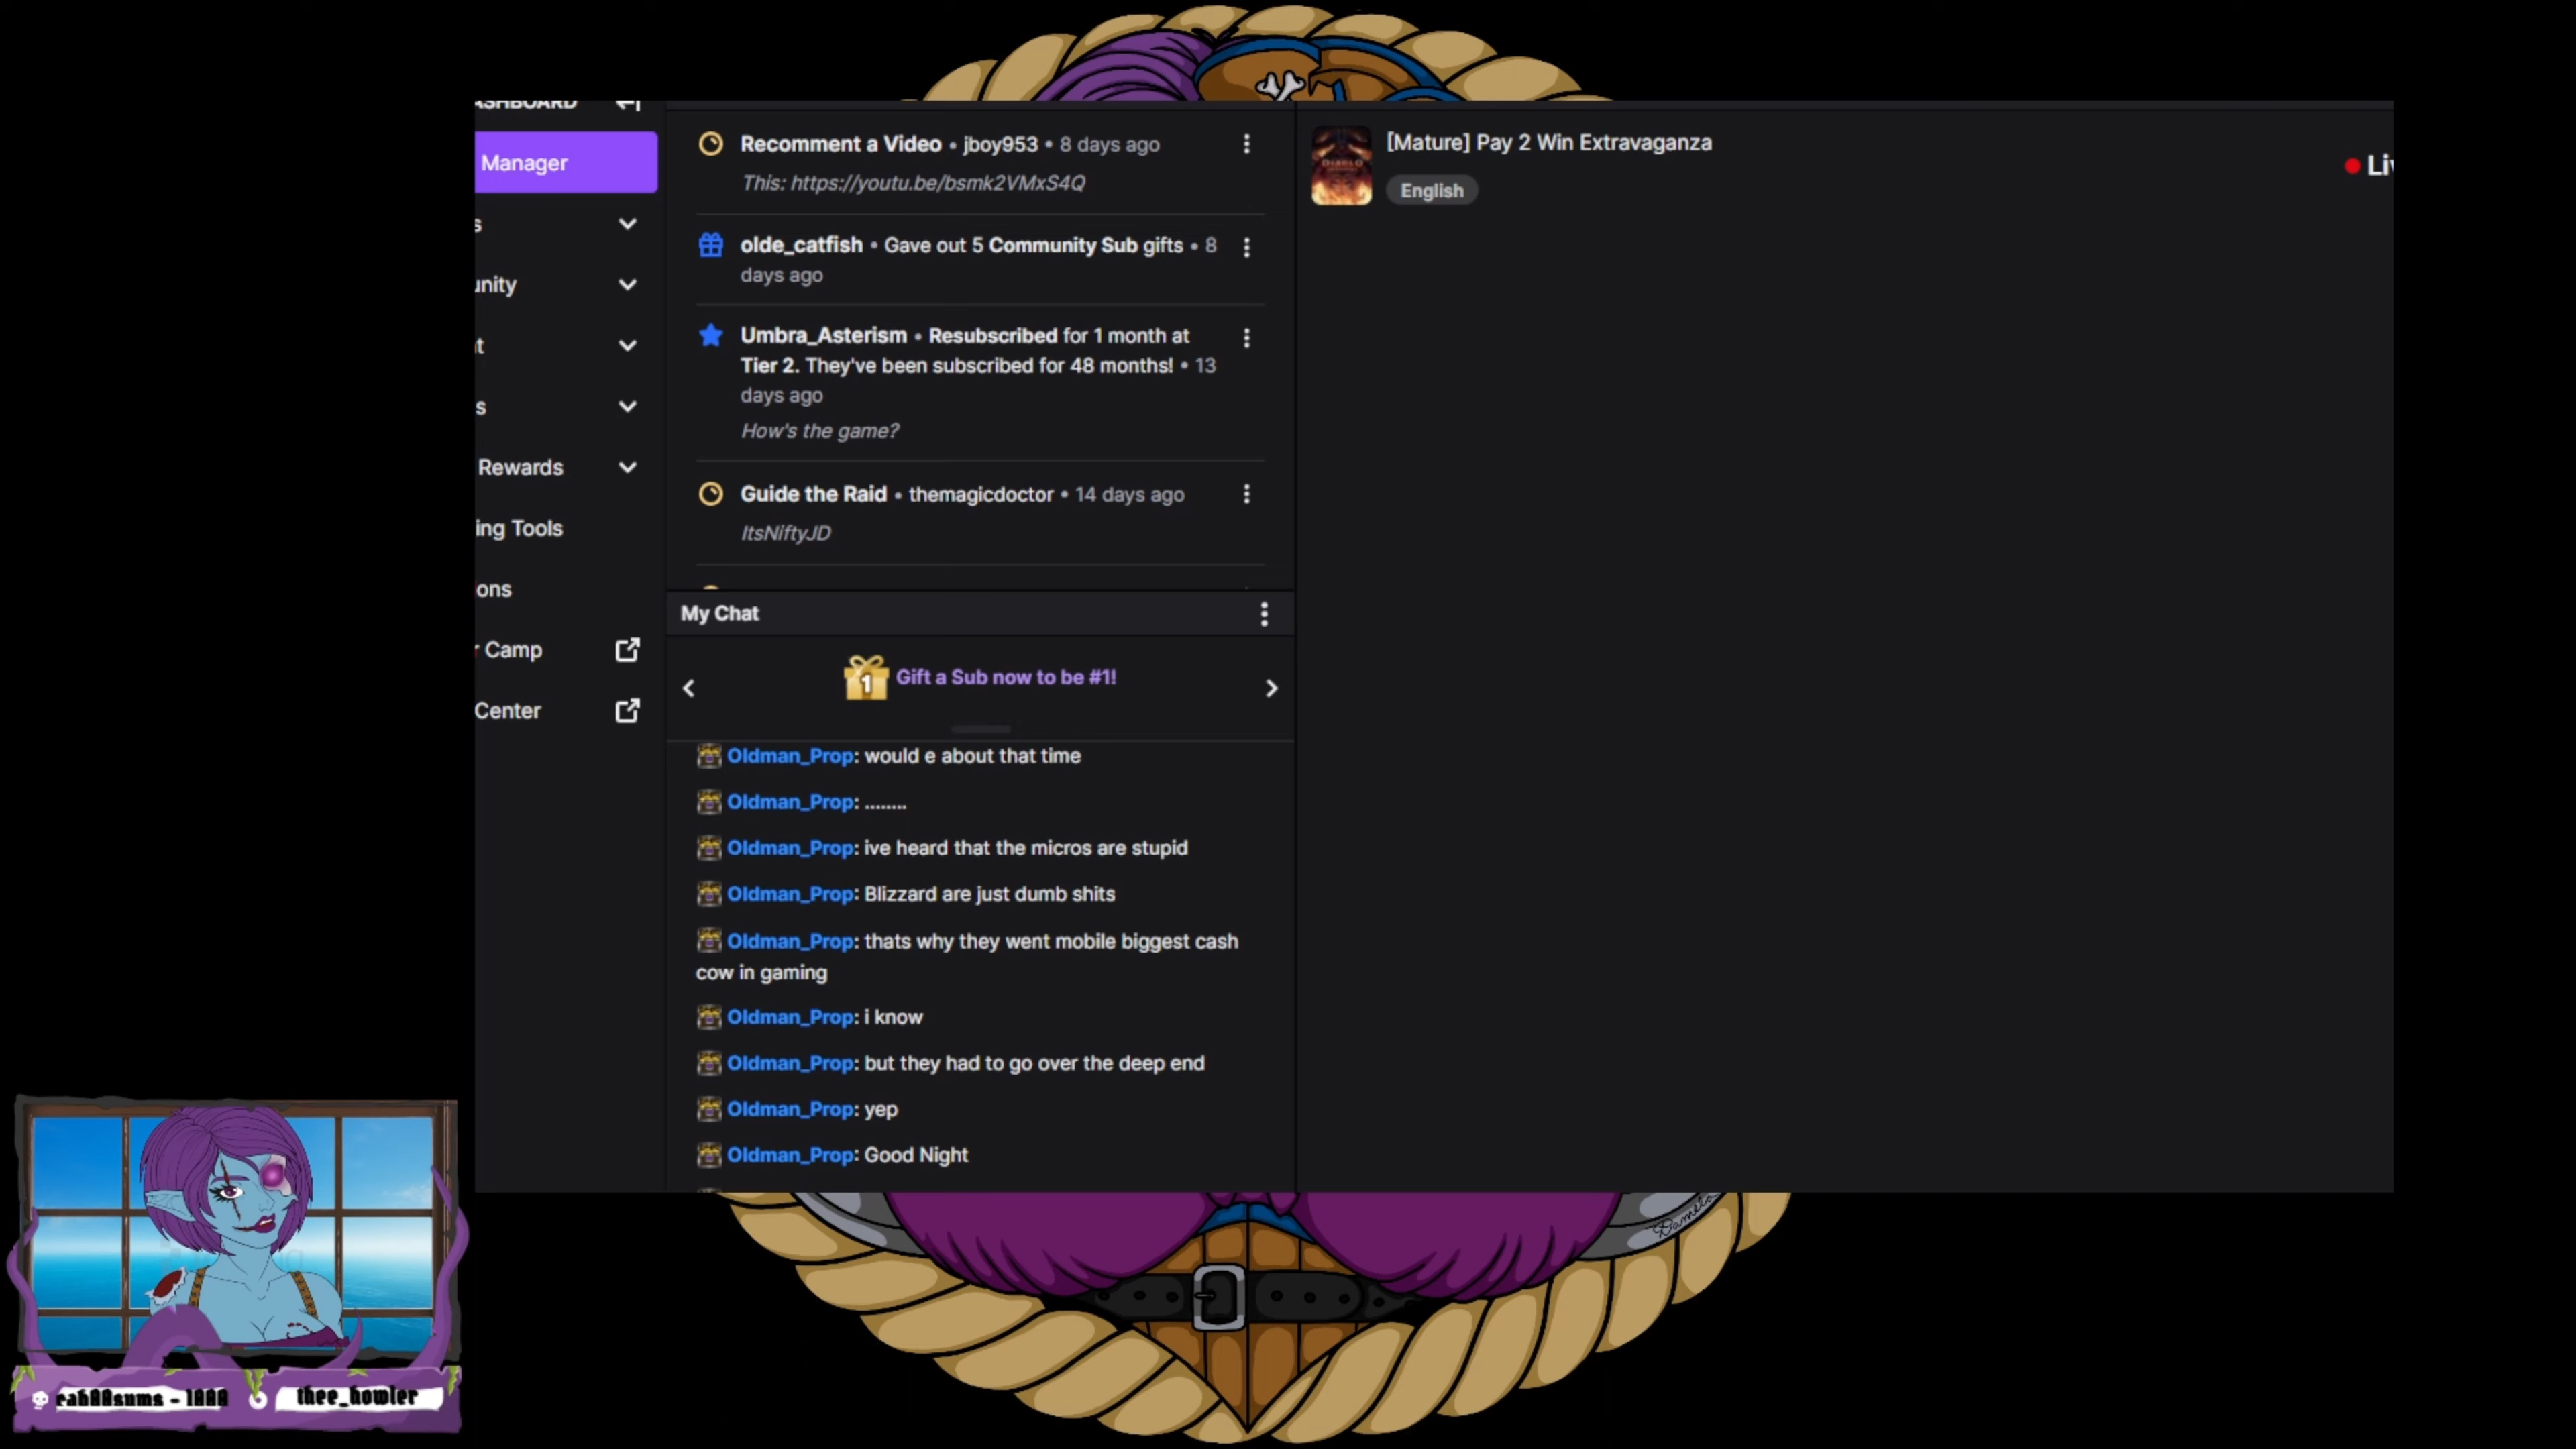 DASHBOARD
Manager
s
unity
t
s
Rewards
ing Tools
ons
r Camp
Center
Recomment a Video • jboy953 • 8 days ago
This: https://youtu.be/bsmk2VMxS4Q
olde_catfish • Gave out 5 Community Sub gifts • 8
days ago
Umbra_Asterism • Resubscribed for 1 month at
Tier 2. They've been subscribed for 48 months! • 13
days ago
How's the game?
Guide the Raid • themagicdoctor • 14 days ago
ItsNiftyJD
My Chat
1 Gift a Sub now to be #1!
Oldman_Prop: would e about that time
Oldman_Prop: ........
Oldman_Prop: ive heard that the micros are stupid
Oldman_Prop: Blizzard are just dumb shits
Oldman_Prop: thats why they went mobile biggest cash
cow in gaming
Oldman_Prop: i know
Oldman_Prop: but they had to go over the deep end
Oldman_Prop: yep
Oldman_Prop: Good Night
[Mature] Pay 2 Win Extravaganza
English
Liv
DIABLO
thee_howler